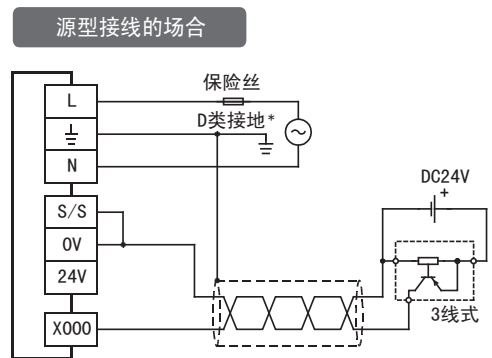 源型接线的场合
L
N
S/S
0V
24V
X000
保险丝
D类接地*
DC24V
+
3线式